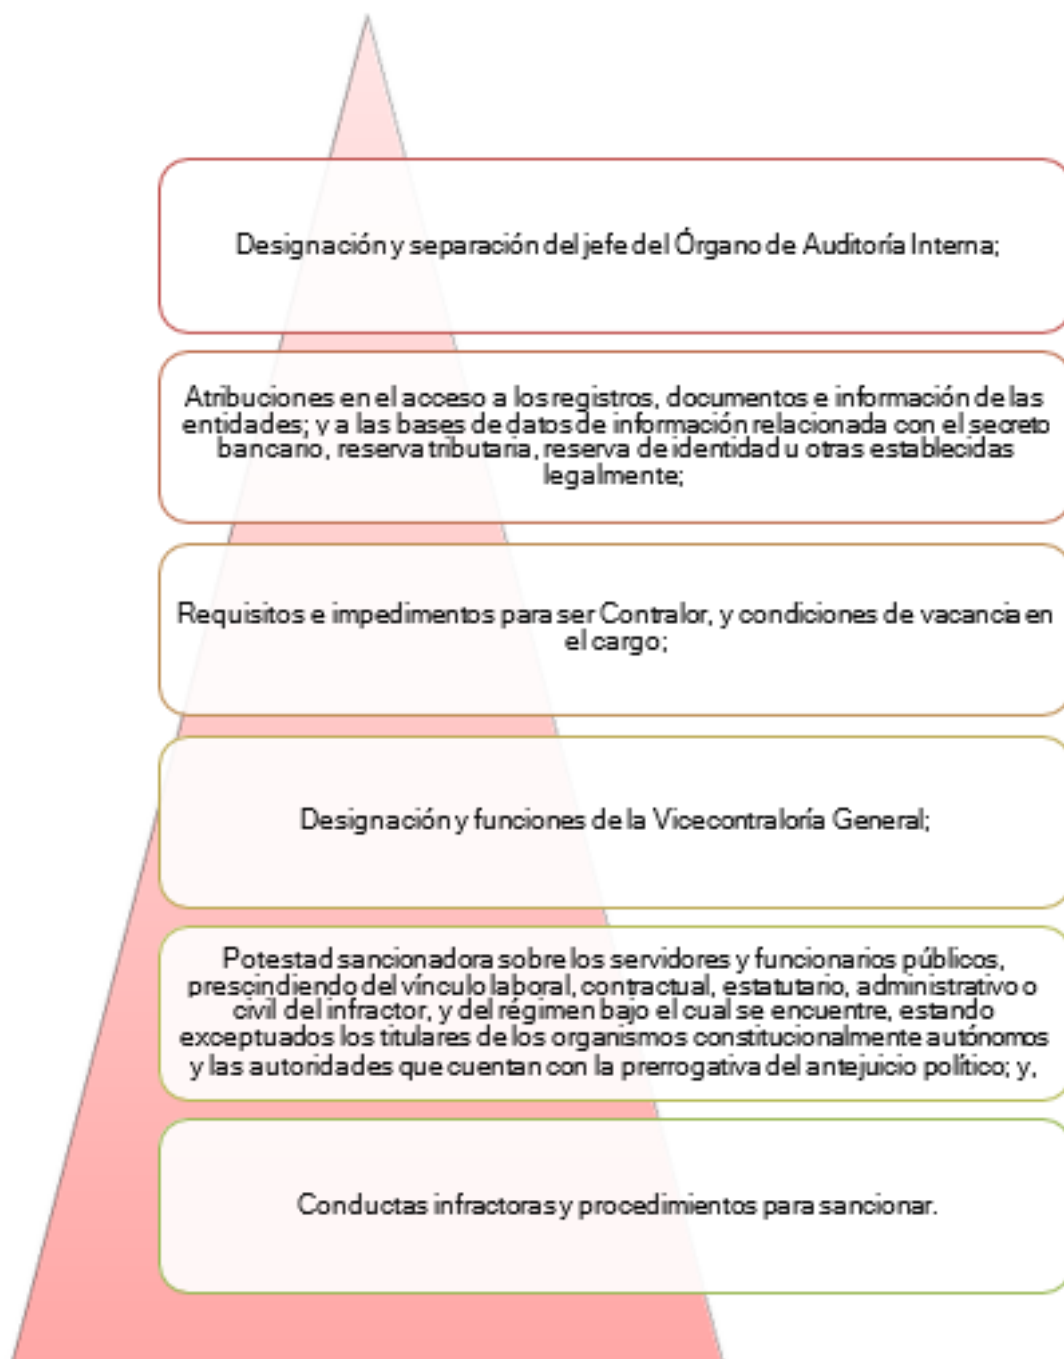 Designación y separación del jefe del Órgano de Auditoría Interna;
Atribuciones en el acceso a los registros, documentos e información de las
entidades; y a las bases de datos de información relacionada con el secreto
bancario, reserva tributaria, reserva de identidad u otras establecidas
legalmente;
Requisitos e impedimentos para ser Contralor, y condiciones de vacancia en
el cargo;
Designación y funciones de la Vicecontraloría General;
Potestad sancionadora sobre los servidores y funcionarios públicos,
prescindiendo del vínculo laboral, contractual, estatutario, administrativo o
civil del infractor, y del régimen bajo el cual se encuentre, estando
exceptuados los titulares de los organismos constitucionalmente autónomos
y las autoridades que cuentan con la prerrogativa del antejuicio político; y,
Conductas infractoras y procedimientos para sancionar.